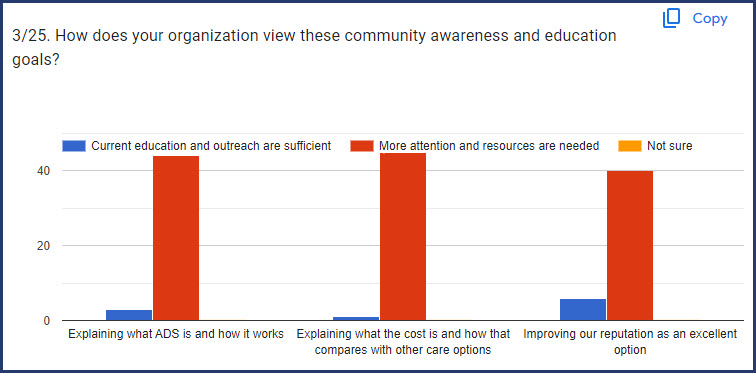 Copy
3/25. How does your organization view these community awareness and education
goals?
Current education and outreach are sufficient
More attention and resources are needed
Not sure
40
20
0
Explaining what ADS is and how it works
Explaining what the cost is and how that
compares with other care options
Improving our reputation as an excellent
option